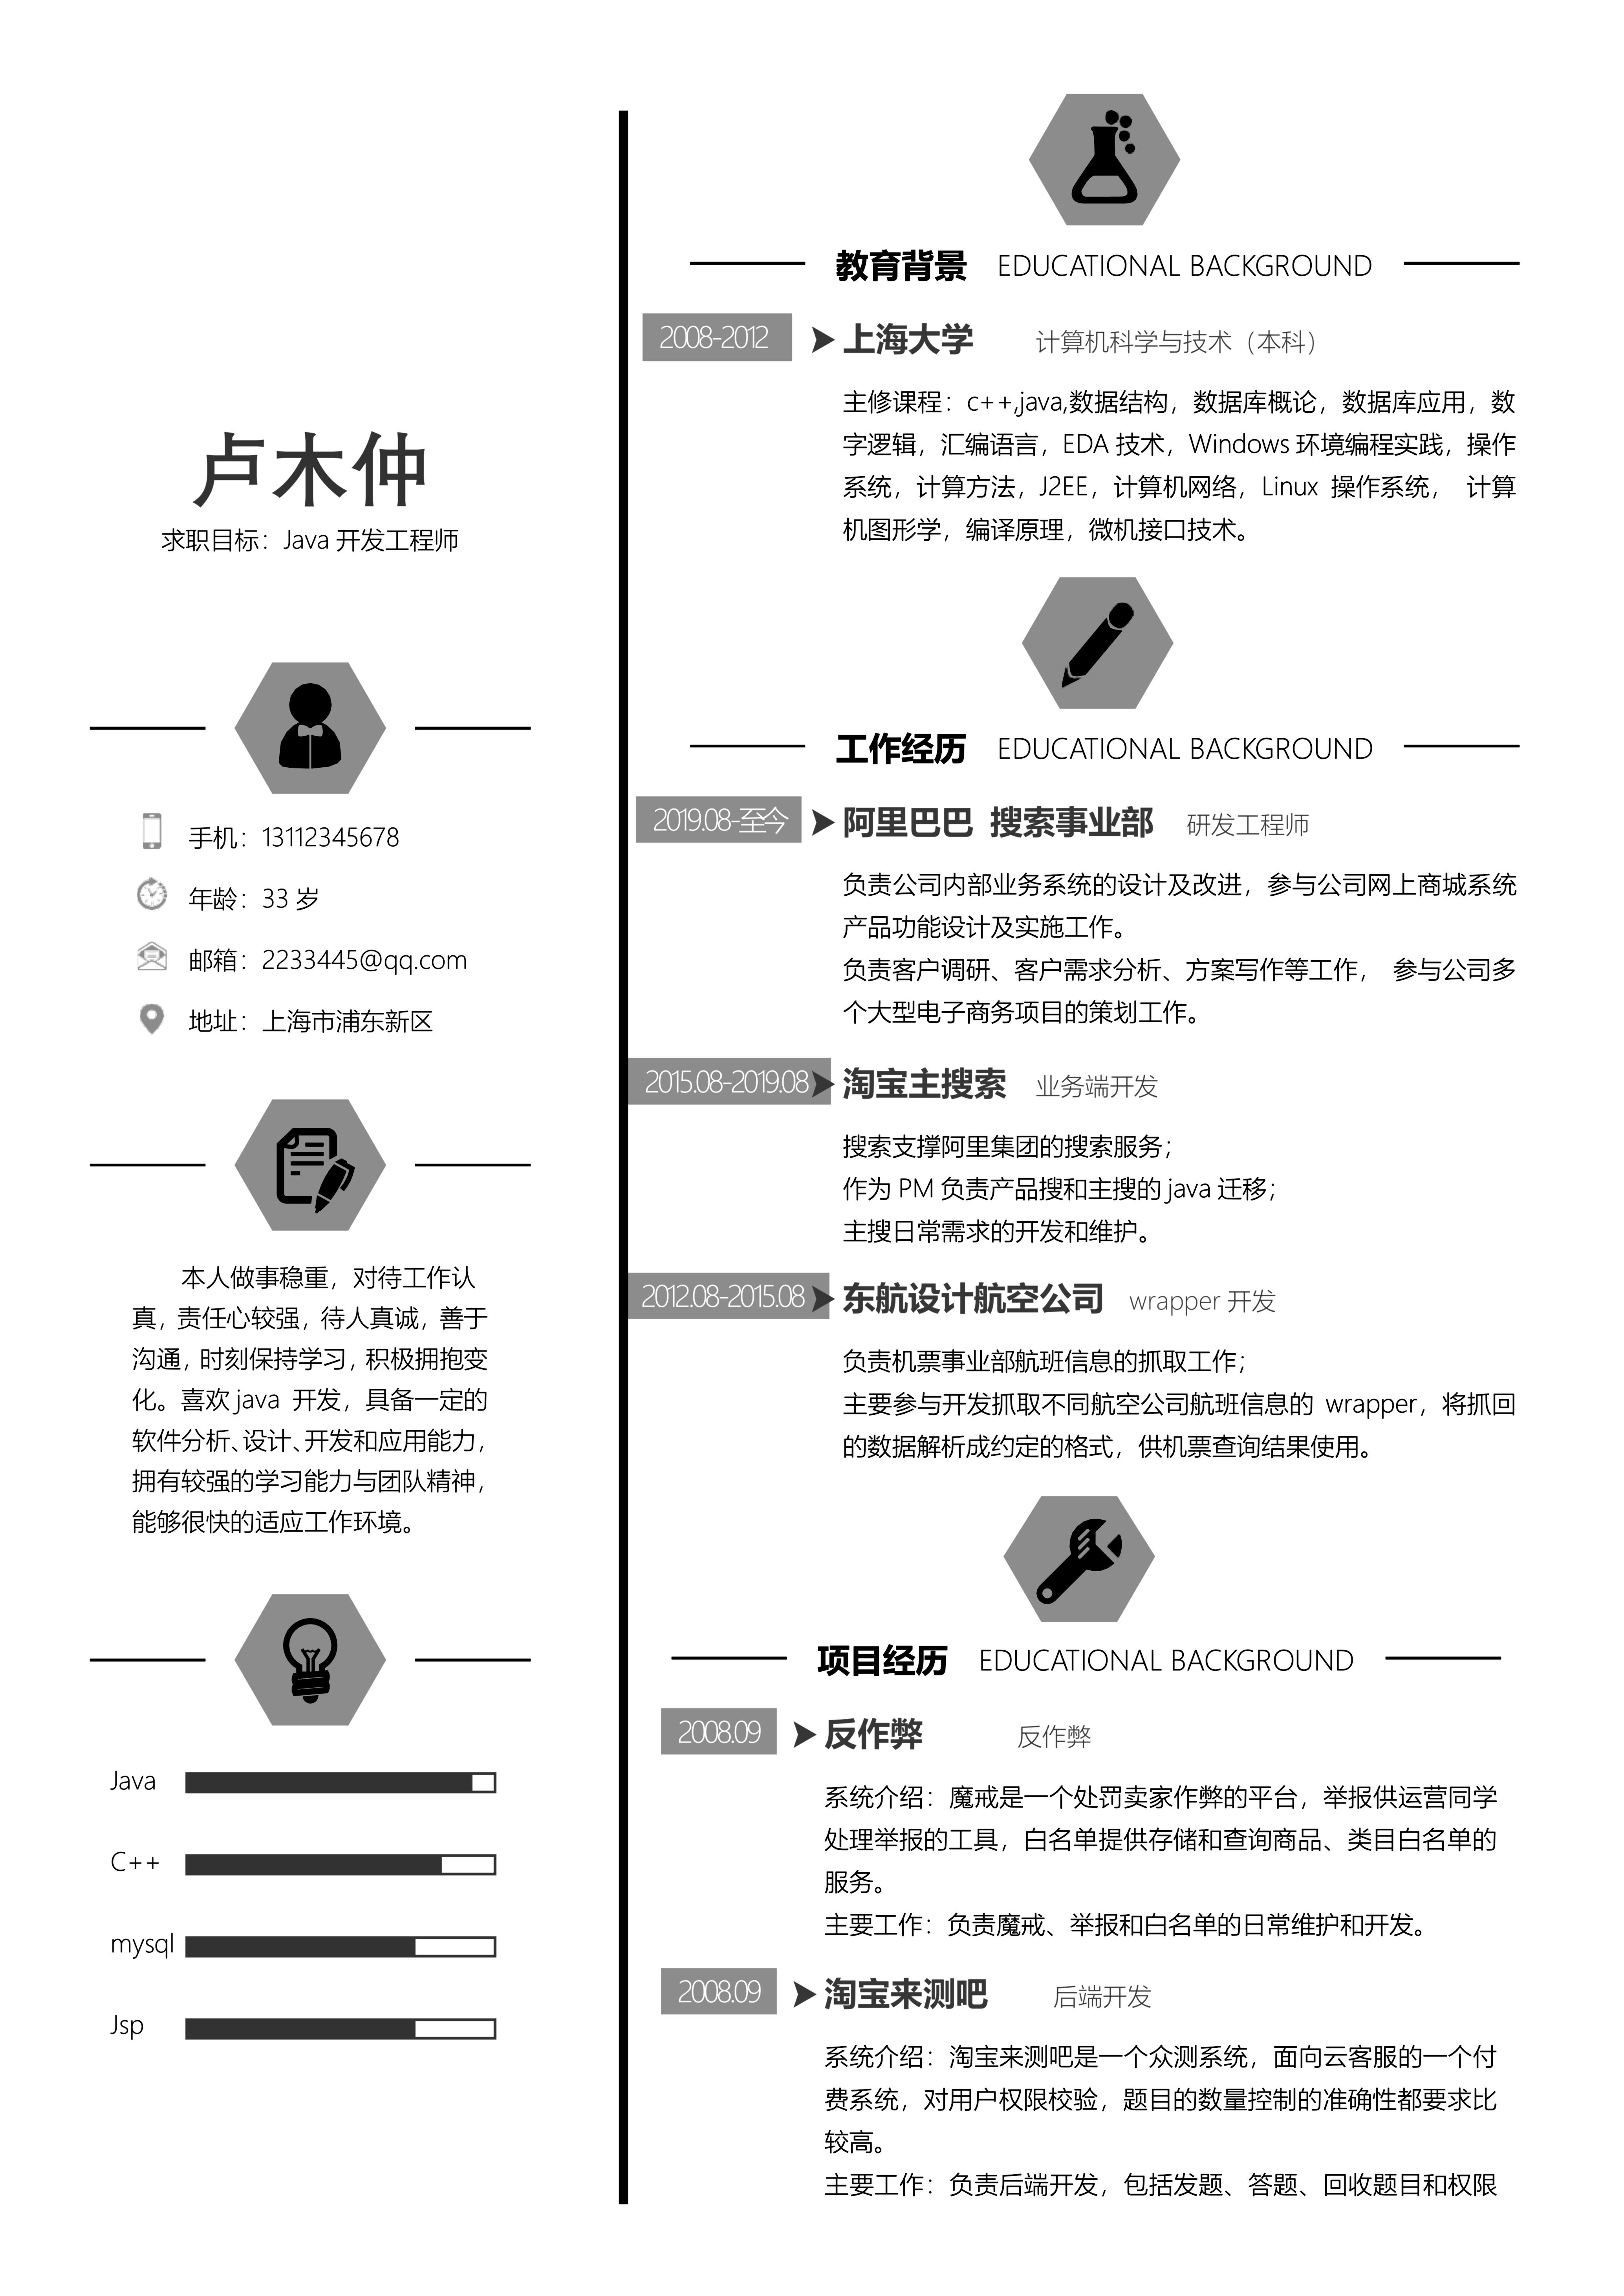 卢木仲
求职目标：Java 开发工程师
手机：13112345678
年龄：33 岁
邮箱：2233445@qq.com
地址：上海市浦东新区
本人做事稳重，对待工作认
真，责任心较强，待人真诚，善于
沟通，时刻保持学习，积极拥抱变
化。喜欢 java 开发，具备一定的
软件分析、设计、开发和应用能力，
拥有较强的学习能力与团队精神，
能够很快的适应工作环境。
Java
C++
mysql
Jsp
教育背景 EDUCATIONAL BACKGROUND
2008-2012 上海大学 计算机科学与技术（本科）
主修课程：c++,java,数据结构，数据库概论，数据库应用，数
字逻辑，汇编语言，EDA 技术，Windows 环境编程实践，操作
系统，计算方法，J2EE，计算机网络，Linux 操作系统， 计算
机图形学，编译原理，微机接口技术。
工作经历 EDUCATIONAL BACKGROUND
2019.08-至今 阿里巴巴 搜索事业部 研发工程师
负责公司内部业务系统的设计及改进，参与公司网上商城系统
产品功能设计及实施工作。
负责客户调研、客户需求分析、方案写作等工作， 参与公司多
个大型电子商务项目的策划工作。
2015.08-2019.08 淘宝主搜索 业务端开发
搜索支撑阿里集团的搜索服务；
作为 PM 负责产品搜和主搜的 java 迁移；
主搜日常需求的开发和维护。
2012.08-2015.08 东航设计航空公司 wrapper 开发
负责机票事业部航班信息的抓取工作；
主要参与开发抓取不同航空公司航班信息的 wrapper，将抓回
的数据解析成约定的格式，供机票查询结果使用。
项目经历 EDUCATIONAL BACKGROUND
2008.09 反作弊 反作弊
系统介绍：魔戒是一个处罚卖家作弊的平台，举报供运营同学
处理举报的工具，白名单提供存储和查询商品、类目白名单的
服务。
主要工作：负责魔戒、举报和白名单的日常维护和开发。
2008.09 淘宝来测吧 后端开发
系统介绍：淘宝来测吧是一个众测系统，面向云客服的一个付
费系统，对用户权限校验，题目的数量控制的准确性都要求比
较高。
主要工作：负责后端开发，包括发题、答题、回收题目和权限